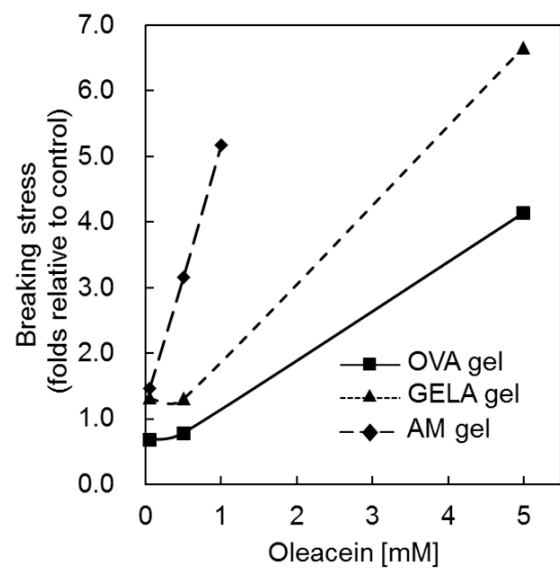 Breaking stress
(folds relative to control)
7.0
6.0
5.0
4.0
3.0
2.0
1.0
0.0
OVA gel
GELA gel
AM gel
0 1 2 3 4 5
Oleacein [mM]